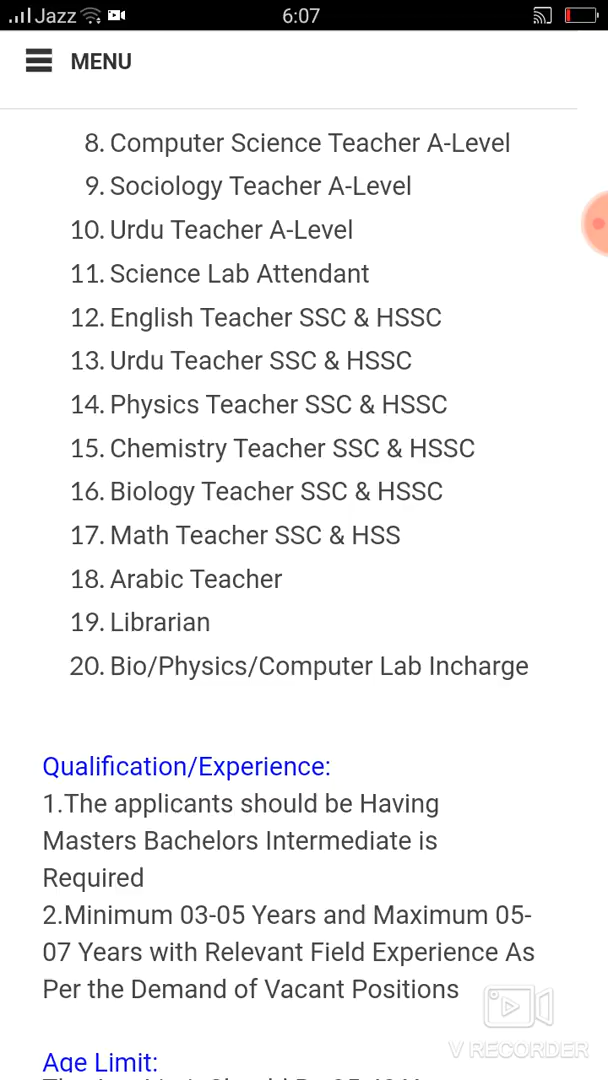 Jazz 6:07
MENU
8. Computer Science Teacher A-Level
9. Sociology Teacher A-Level
10. Urdu Teacher A-Level
11. Science Lab Attendant
12. English Teacher SSC & HSSC
13. Urdu Teacher SSC & HSSC
14. Physics Teacher SSC & HSSC
15. Chemistry Teacher SSC & HSSC
16. Biology Teacher SSC & HSSC
17. Math Teacher SSC & HSS
18. Arabic Teacher
19. Librarian
20. Bio/Physics/Computer Lab Incharge
Qualification/Experience:
1.The applicants should be Having
Masters Bachelors Intermediate is
Required
2.Minimum 03-05 Years and Maximum 05-
07 Years with Relevant Field Experience As
Per the Demand of Vacant Positions
V RECORDER
Age Limit: